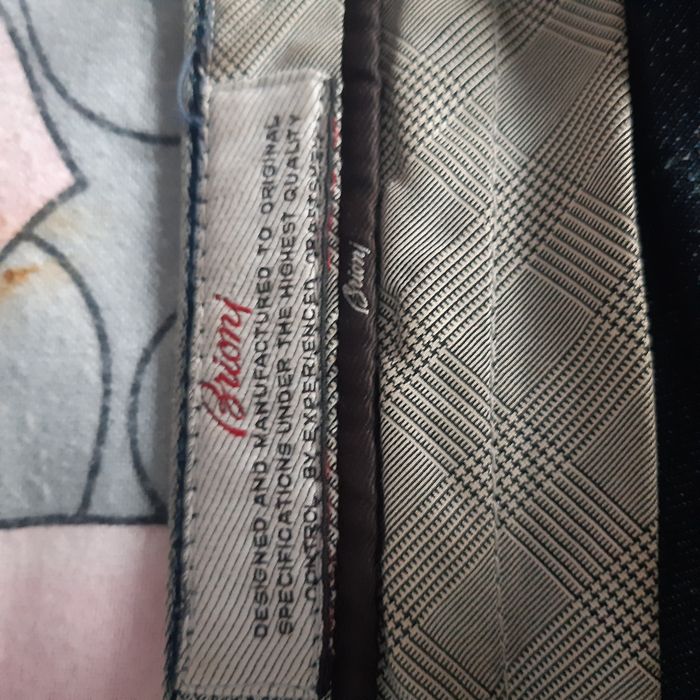 Brioni
DESIGNED AND MANUFACTURED TO ORIGINAL
SPECIFICATIONS UNDER THE HIGHEST QUALITY
CONTROL BY EXPERIENCED
Brioni